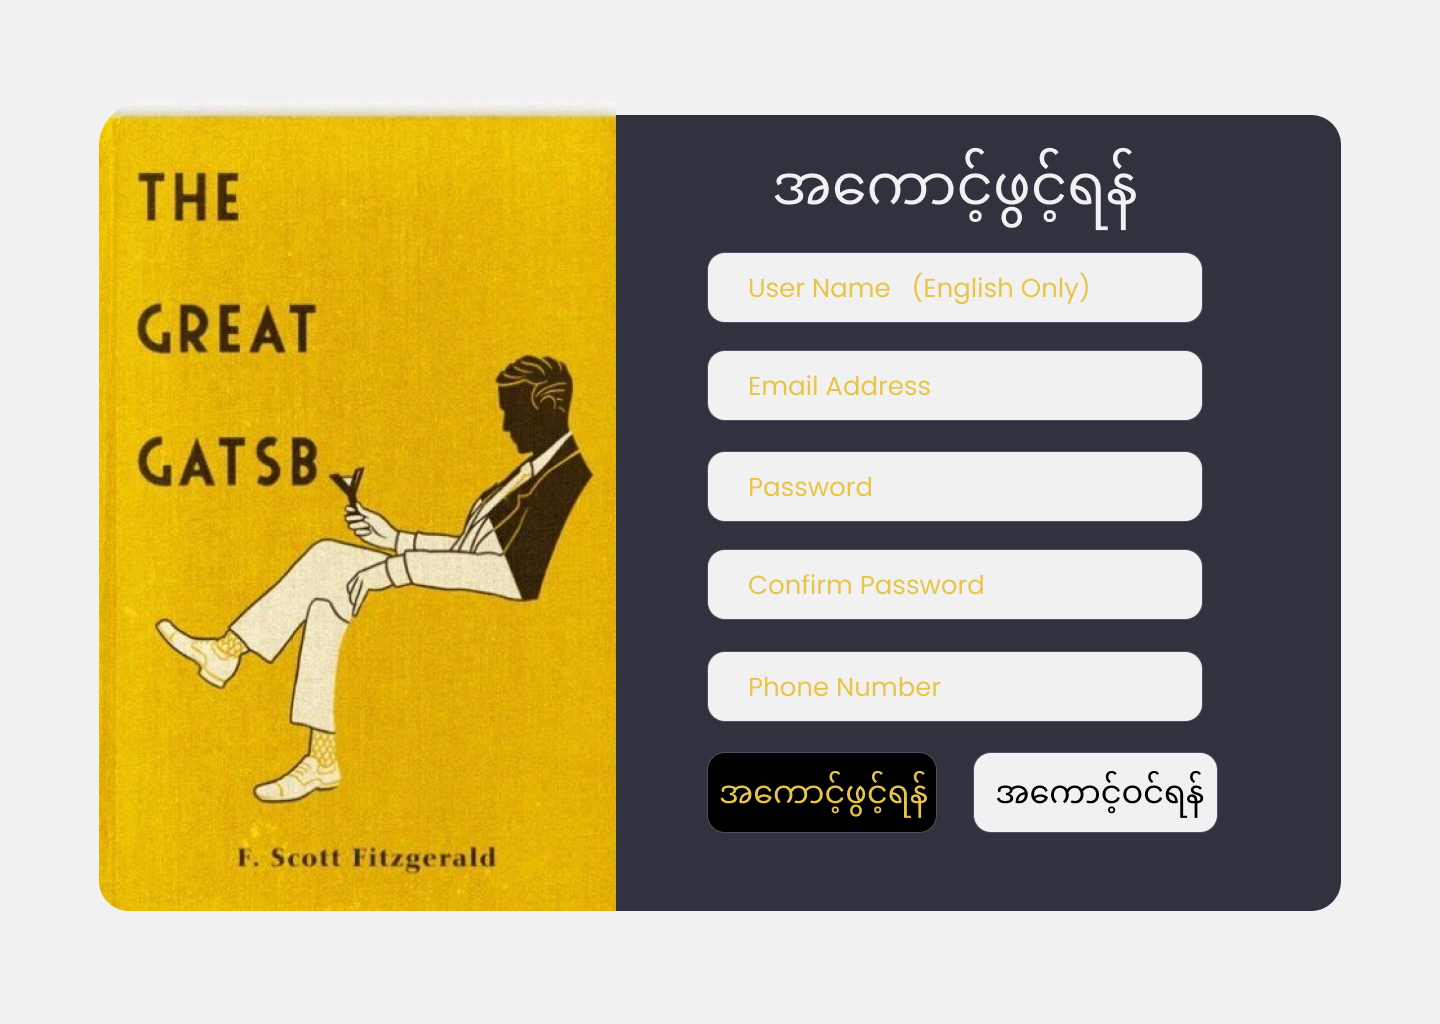 THE
GREAT
GATSB
F. Scott Fitzgerald
အကောင့်ဖွင့်ရန်
User Name (English Only)
Email Address
Password
Confirm Password
Phone Number
အကောင့်ဖွင့်ရန်
အကောင့်ဝင်ရန်